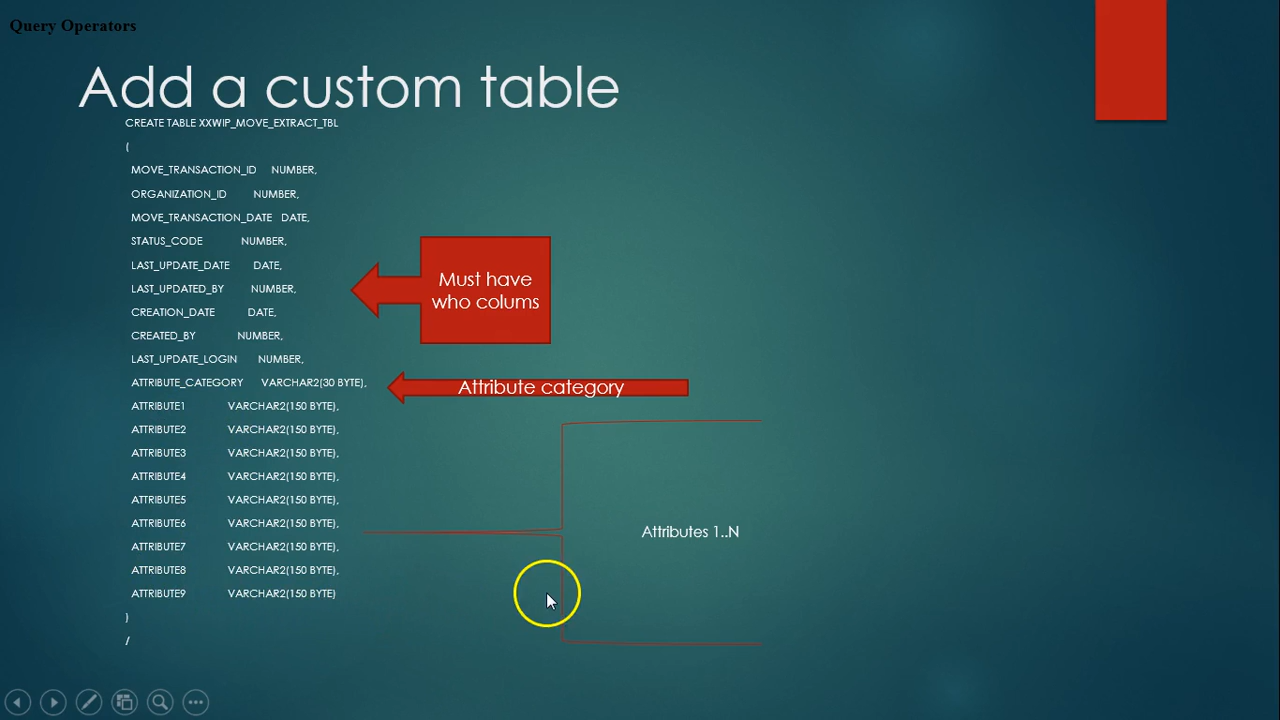 Query Operators
Add a custom table
CREATE TABLE XXWIP_MOVE_EXTRACT_TBL
(
MOVE_TRANSACTION_ID NUMBER,
ORGANIZATION_ID NUMBER,
MOVE_TRANSACTION_DATE DATE,
STATUS_CODE NUMBER,
LAST_UPDATE_DATE DATE,
LAST_UPDATED_BY NUMBER,
CREATION_DATE DATE,
CREATED_BY NUMBER,
LAST_UPDATE_LOGIN NUMBER,
ATTRIBUTE_CATEGORY VARCHAR2(30 BYTE),
ATTRIBUTE1 VARCHAR2(150 BYTE),
ATTRIBUTE2 VARCHAR2(150 BYTE),
ATTRIBUTE3 VARCHAR2(150 BYTE),
ATTRIBUTE4 VARCHAR2(150 BYTE),
ATTRIBUTE5 VARCHAR2(150 BYTE),
ATTRIBUTE6 VARCHAR2(150 BYTE),
ATTRIBUTE7 VARCHAR2(150 BYTE),
ATTRIBUTE8 VARCHAR2(150 BYTE),
ATTRIBUTE9 VARCHAR2(150 BYTE)
)
/
Must have
who colums
Attribute category
Attributes 1..N